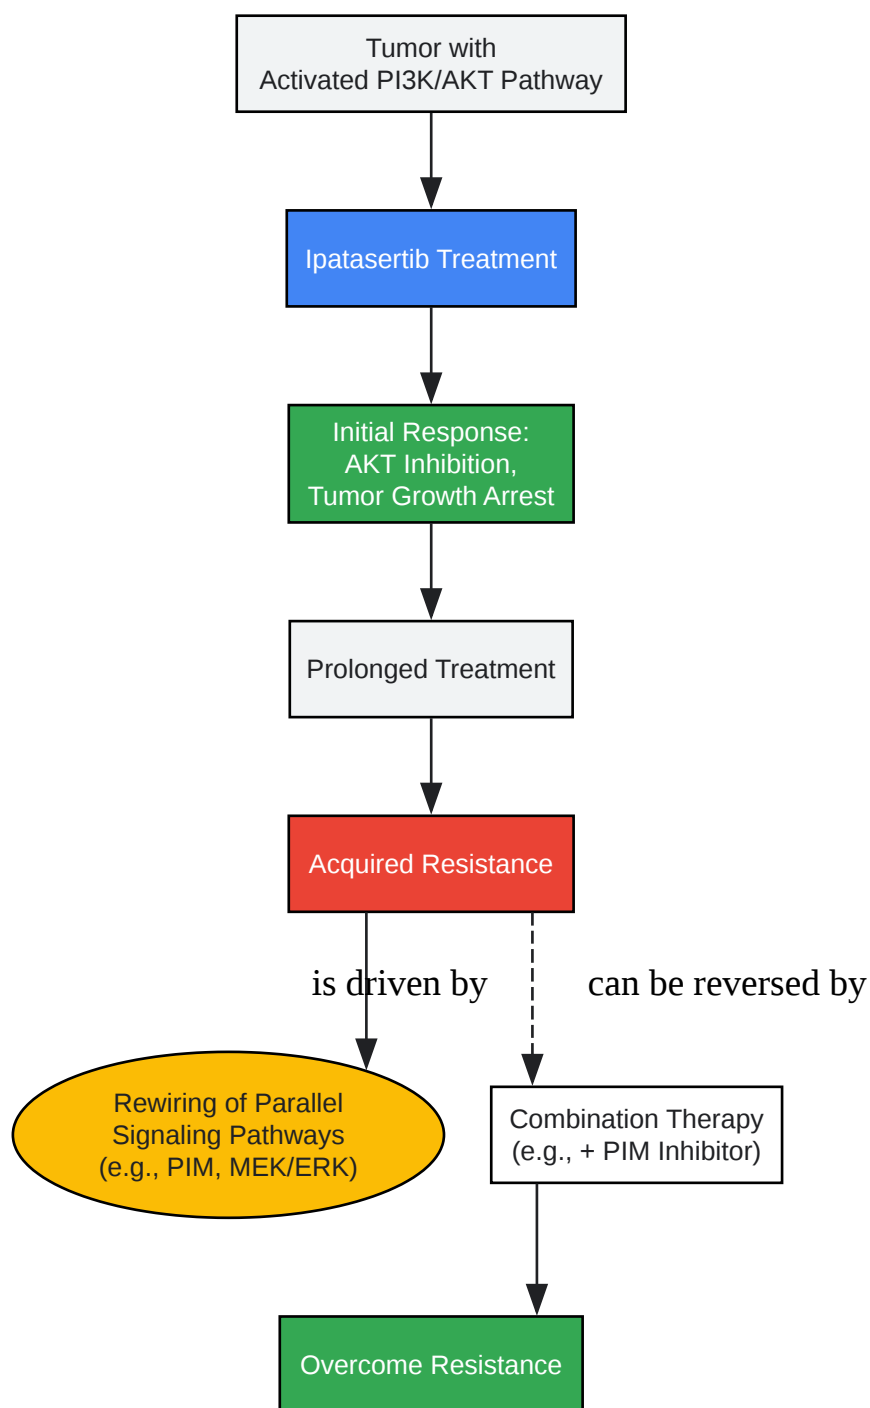 Tumor with
Activated PI3K/AKT Pathway
Ipatasertib Treatment
Initial Response:
AKT Inhibition,
Tumor Growth Arrest
Prolonged Treatment
Acquired Resistance
is driven by
can be reversed by
Rewiring of Parallel
Signaling Pathways
(e.g., PIM, MEK/ERK)
Combination Therapy
(e.g., + PIM Inhibitor)
Overcome Resistance